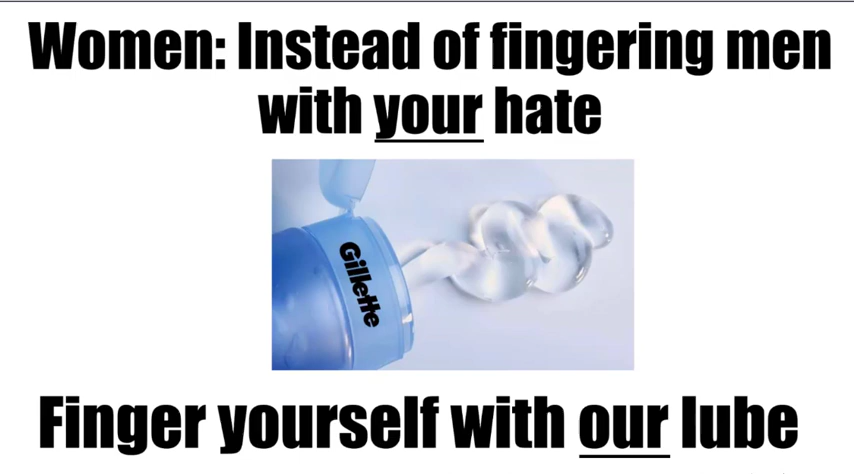 Women: Instead of fingering men
with your hate
Gillette
Finger yourself with our lube